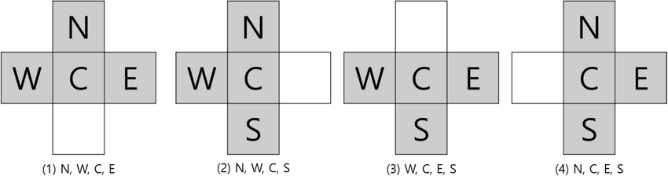 N
W C E
(1) N, W, C, E
N
W C
S
(2) N, W, C, S
W C E
S
(3) W, C, E, S
N
C E
S
(4) N, C, E, S